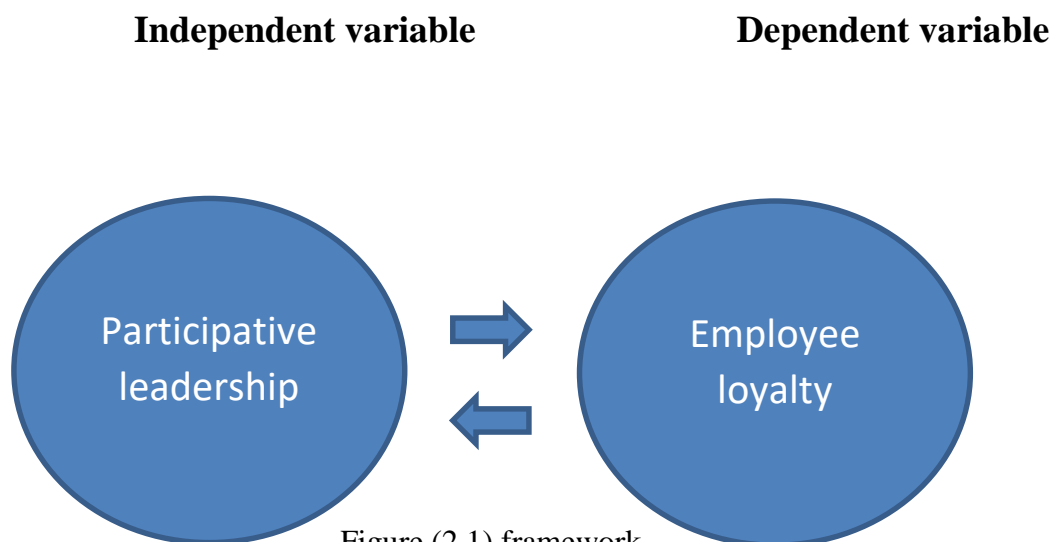 Independent variable Dependent variable
Participative
leadership
Employee
loyalty
Figure (2.1) framework